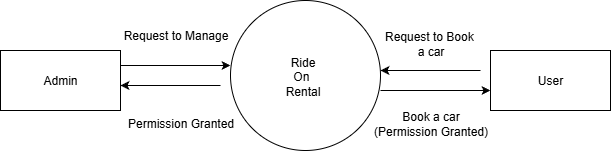 Request to Manage
Admin
Permission Granted
Ride
On
Rental
Request to Book
a car
User
Book a car
(Permission Granted)